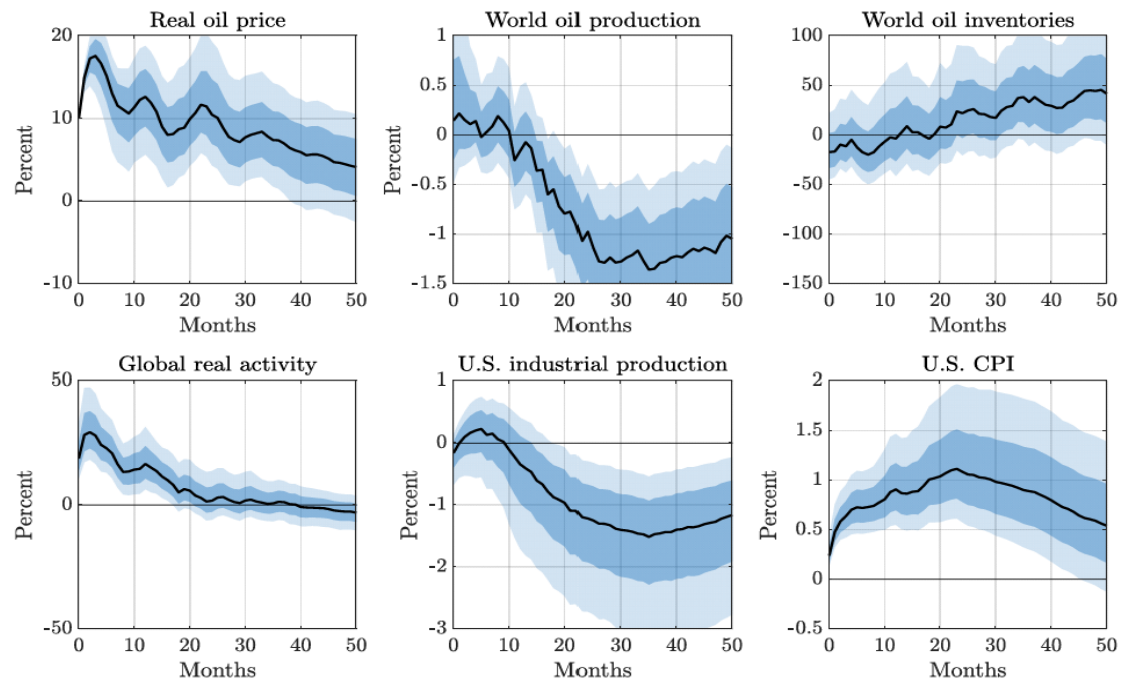 Real oil price
World oil production
World oil inventories
20
10
0
-10
Percent
0 10 20 30 40 50
Months
1
0.5
0
-0.5
-1
-1.5
Percent
0 10 20 30 40 50
Months
100
50
0
-50
-100
-150
Percent
0 10 20 30 40 50
Months
Global real activity
U.S. industrial production
U.S. CPI
50
0
-50
Percent
0 10 20 30 40 50
Months
1
0
-1
-2
-3
Percent
0 10 20 30 40 50
Months
2
1.5
1
0.5
0
-0.5
Percent
0 10 20 30 40 50
Months